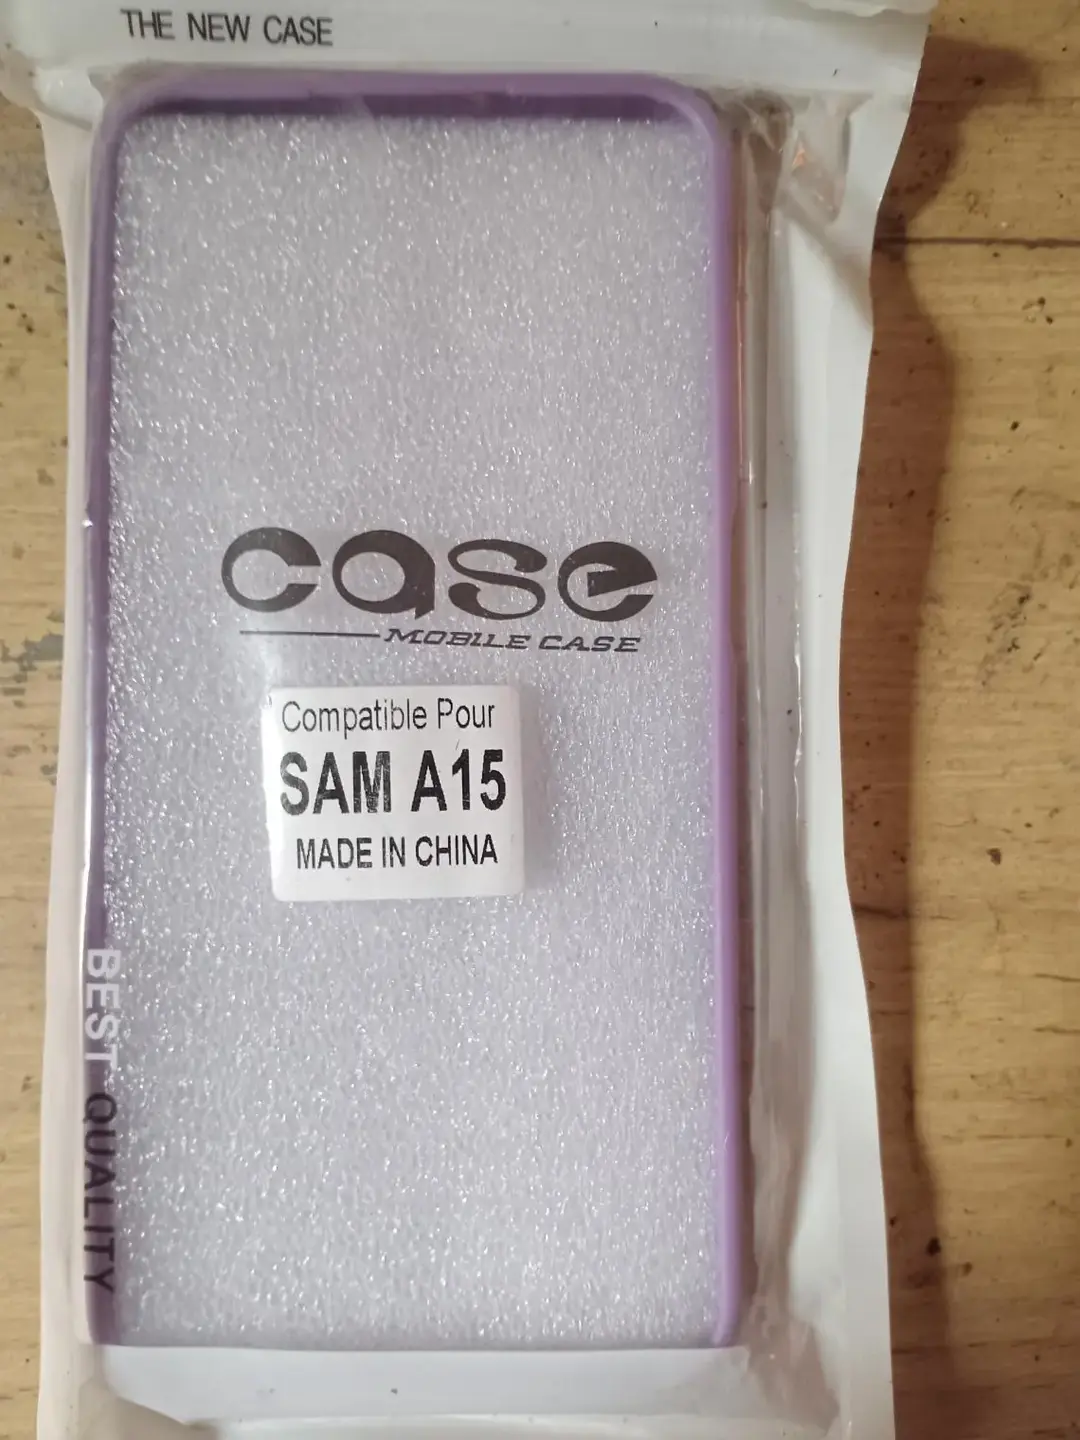 THE NEW CASE
case
MOBILE CASE
Compatible Pour
SAM A15
MADE IN CHINA
BEST QUALITY